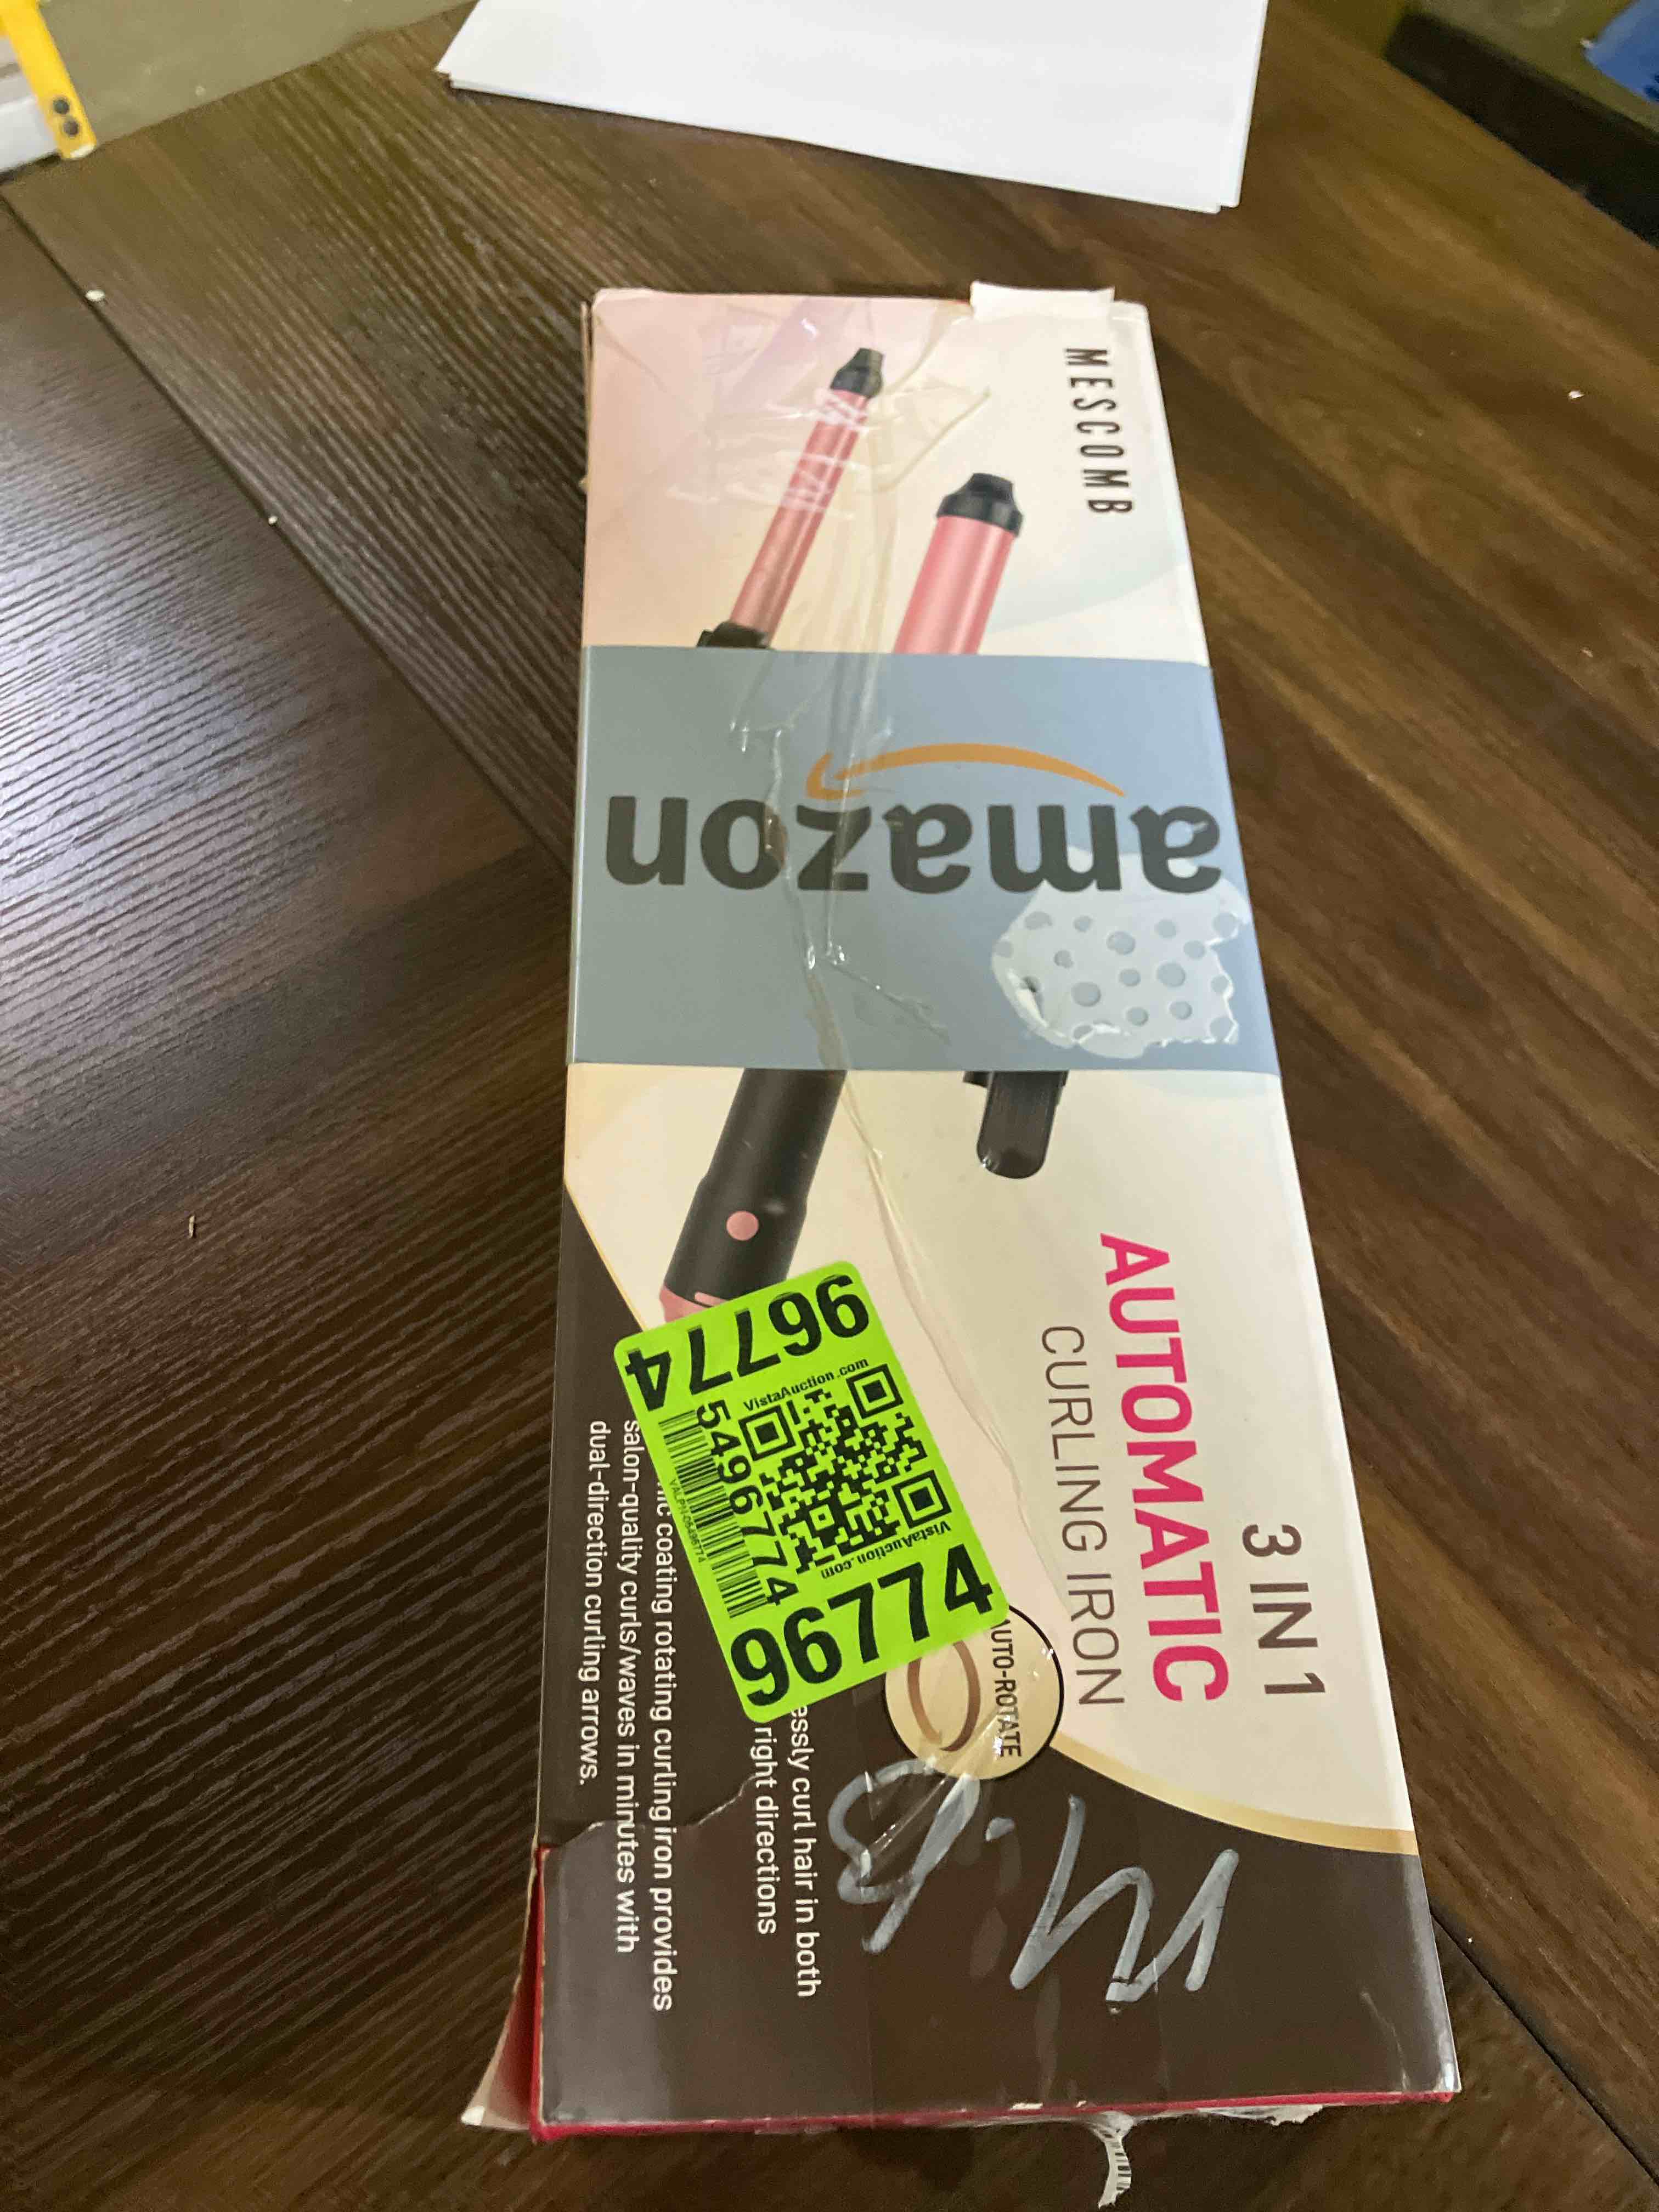 MESCOMB
amazon
3 IN 1
AUTOMATIC
CURLING IRON
UTO-ROTATE
96774
VistaAuction.com
5496774
VistaAuction.com
96774
essly curl hair in both
right directions
ic coating rotating curling iron provides
salon-quality curls/waves in minutes with
dual-direction curling arrows.